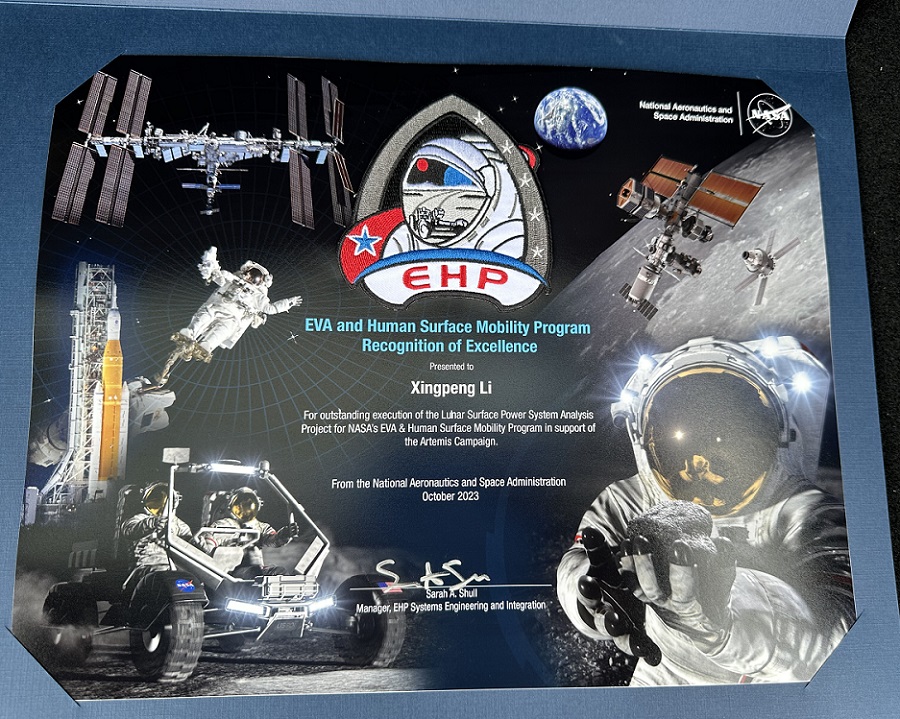 National Aeronautics and
Space Administration
NASA
EHP
EVA and Human Surface Mobility Program
Recognition of Excellence
Presented to
Xingpeng Li
For outstanding execution of the Lunar Surface Power System Analysis
Project for NASA's EVA & Human Surface Mobility Program in support of
the Artemis Campaign.
From the National Aeronautics and Space Administration
October 2023
Sarah A. Shull
Manager, EHP Systems Engineering and Integration
NASA